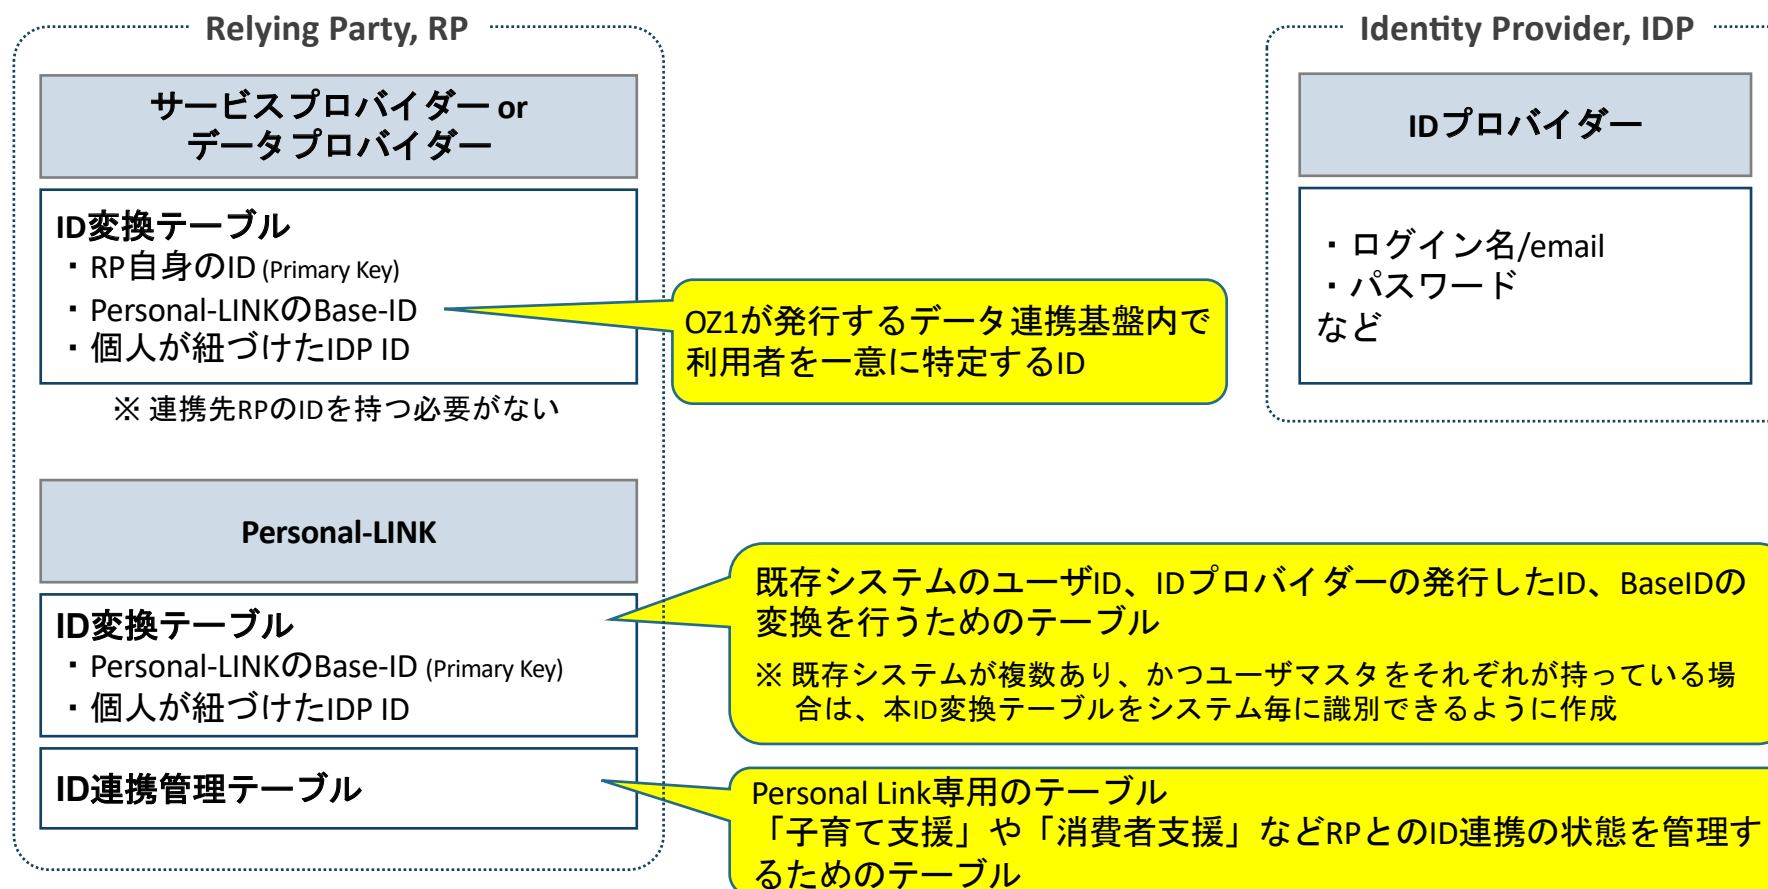 Relying Party, RP
サービスプロバイダー or
データプロバイダー
ID変換テーブル
・RP自身のID (Primary Key)
・Personal-LINKのBase-ID
・個人が紐づけたIDP ID
※ 連携先RPのIDを持つ必要がない
OZ1が発行するデータ連携基盤内で
利用者を一意に特定するID
Identity Provider, IDP
IDプロバイダー
・ログイン名/email
・パスワード
など
Personal-LINK
ID変換テーブル
・Personal-LINKのBase-ID (Primary Key)
・個人が紐づけたIDP ID
ID連携管理テーブル
既存システムのユーザID、IDプロバイダーの発行したID、BaseIDの
変換を行うためのテーブル
※ 既存システムが複数あり、かつユーザマスタをそれぞれが持っている場
合は、本ID変換テーブルをシステム毎に識別できるように作成
Personal Link専用のテーブル
「子育て支援」や「消費者支援」などRPとのID連携の状態を管理す
るためのテーブル